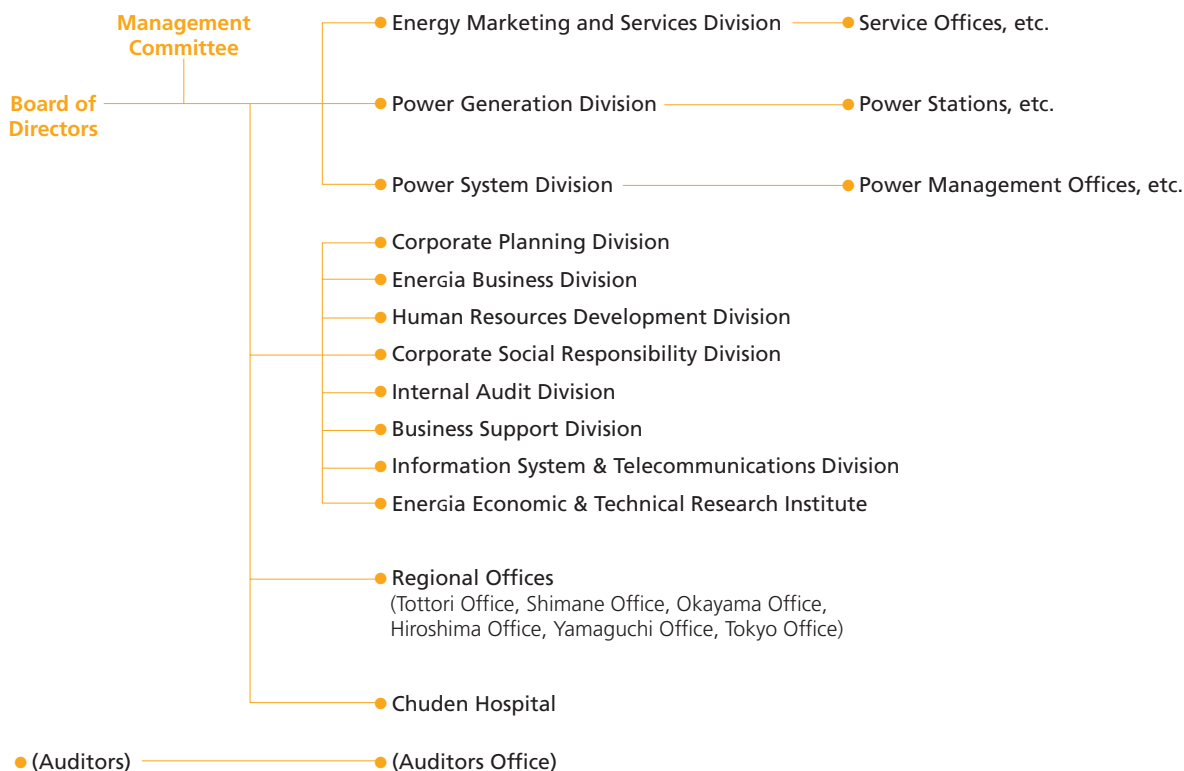 Management
Committee
Board of
Directors
Energy Marketing and Services Division
Service Offices, etc.
Power Generation Division
Power Stations, etc.
Power System Division
Power Management Offices, etc.
Corporate Planning Division
EnerGia Business Division
Human Resources Development Division
Corporate Social Responsibility Division
Internal Audit Division
Business Support Division
Information System & Telecommunications Division
EnerGia Economic & Technical Research Institute
Regional Offices
(Tottori Office, Shimane Office, Okayama Office,
Hiroshima Office, Yamaguchi Office, Tokyo Office)
Chuden Hospital
(Auditors)
(Auditors Office)